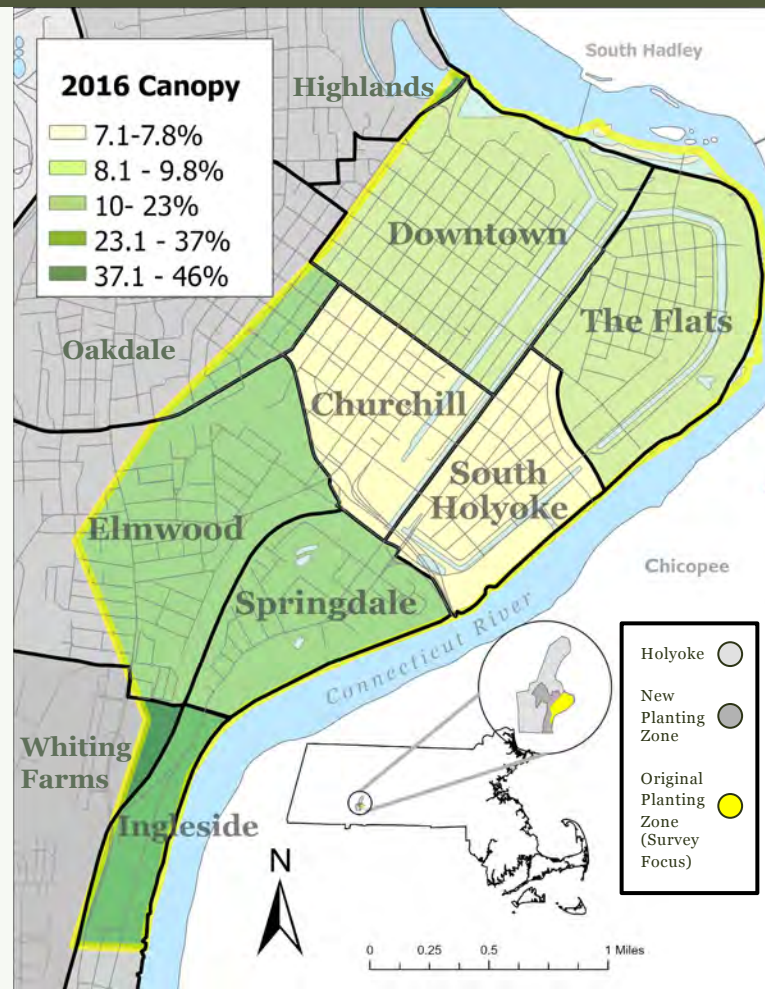 South Hadley
2016 Canopy
7.1-7.8%
8.1 - 9.8%
10- 23%
23.1 - 37%
37.1 - 46%
Highlands
Downtown
The Flats
Oakdale
Churchill
South
Holyoke
Elmwood
Chicopee
Springdale
Connecticut River
Whiting
Farms
Ingleside
N
0 0.25 0.5 1 Miles
Holyoke
New
Planting
Zone
Original
Planting
Zone
(Survey
Focus)